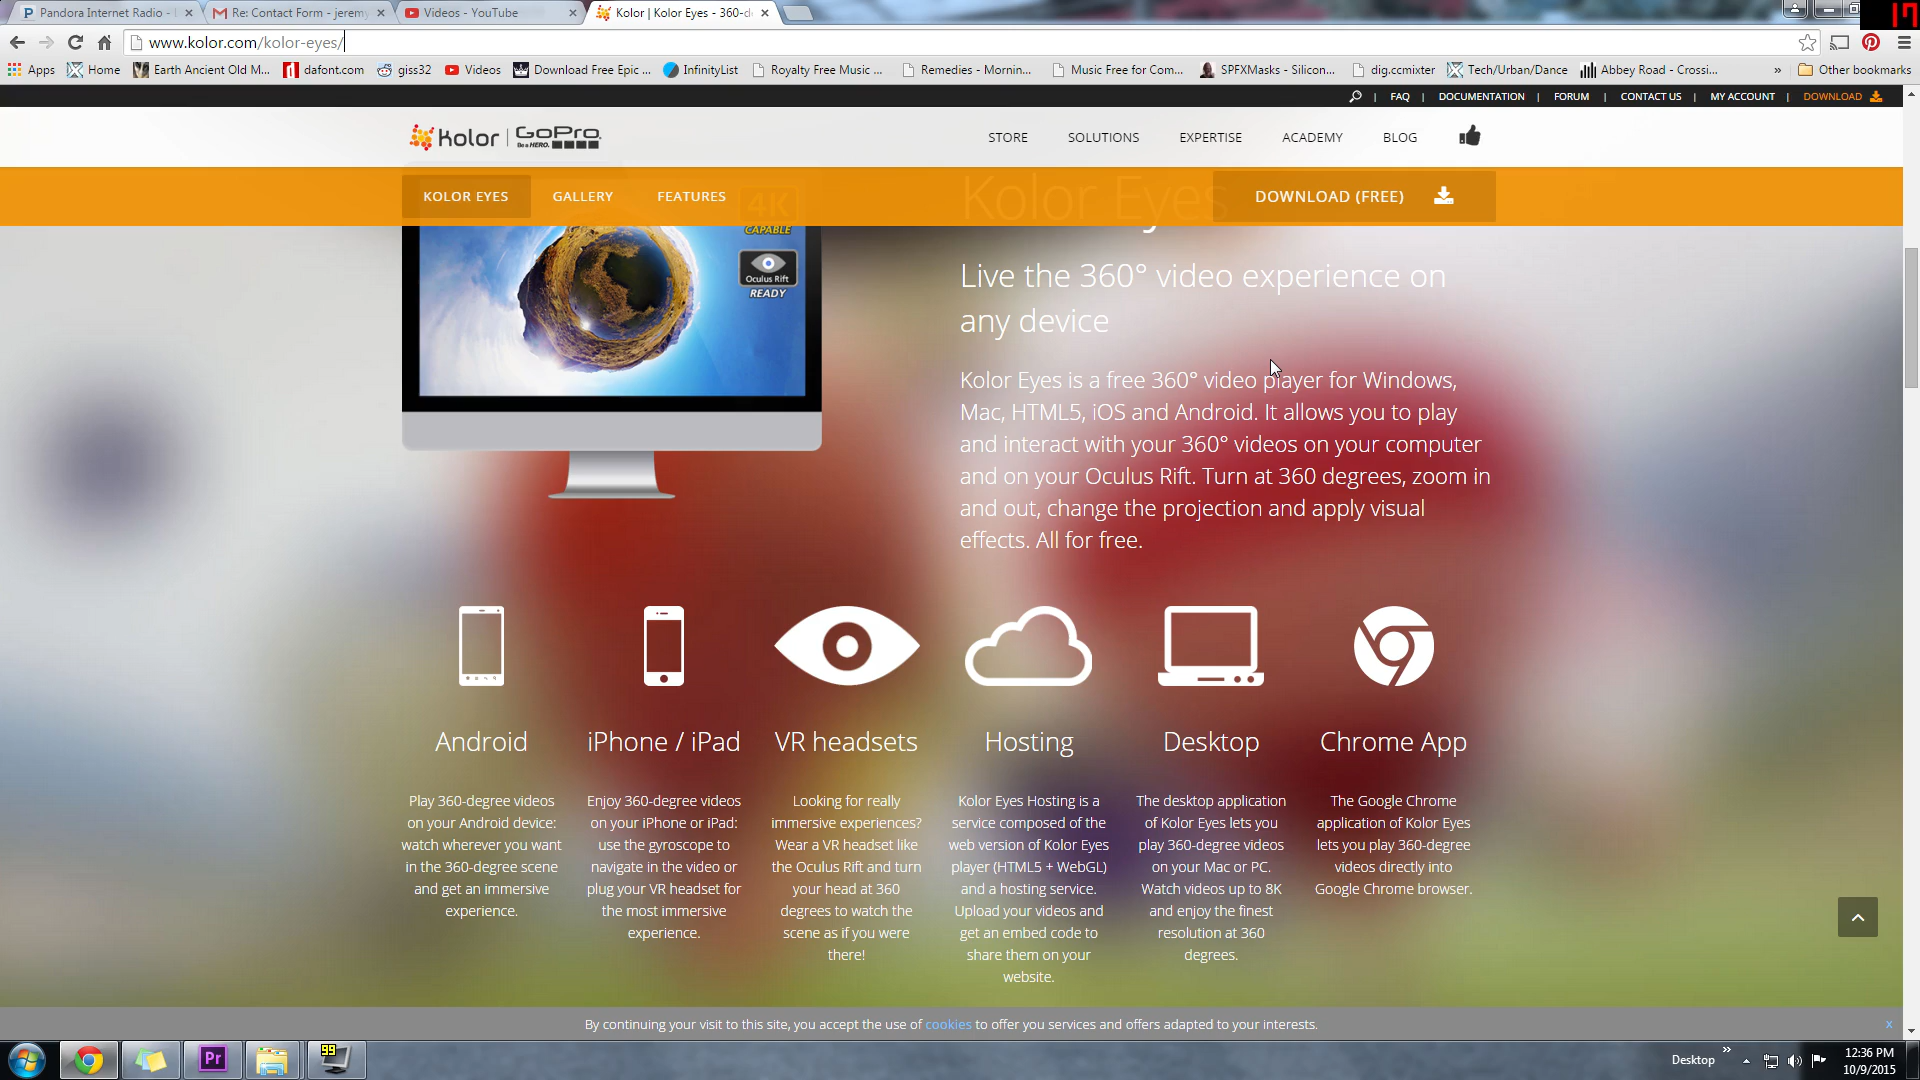 Pandora Internet Radio - L
Re: Contact Form - jeremy
Videos - YouTube
Kolor | Kolor Eyes - 360-d
17
www.kolor.com/kolor-eyes/
Apps
Home
Earth Ancient Old M...
dafont.com
giss32
Videos
Download Free Epic ...
InfinityList
Royalty Free Music ...
Remedies - Mornin...
Music Free for Com...
SPFXMasks - Silicon...
dig.ccmixter
Tech/Urban/Dance
Abbey Road - Crossi...
»
Other bookmarks
| FAQ | DOCUMENTATION | FORUM | CONTACT US | MY ACCOUNT | DOWNLOAD
kolor | GoPro
Be a HERO.
STORE
SOLUTIONS
EXPERTISE
ACADEMY
BLOG
KOLOR EYES
GALLERY
FEATURES
4K
CAPABLE
Kolor Eyes
DOWNLOAD (FREE)
Oculus Rift
READY
Live the 360° video experience on
any device
Kolor Eyes is a free 360° video player for Windows,
Mac, HTML5, iOS and Android. It allows you to play
and interact with your 360° videos on your computer
and on your Oculus Rift. Turn at 360 degrees, zoom in
and out, change the projection and apply visual
effects. All for free.
Android
Play 360-degree videos
on your Android device:
watch wherever you want
in the 360-degree scene
and get an immersive
experience.
iPhone / iPad
Enjoy 360-degree videos
on your iPhone or iPad:
use the gyroscope to
navigate in the video or
plug your VR headset for
the most immersive
experience.
VR headsets
Looking for really
immersive experiences?
Wear a VR headset like
the Oculus Rift and turn
your head at 360
degrees to watch the
scene as if you were
there!
Hosting
Kolor Eyes Hosting is a
service composed of the
web version of Kolor Eyes
player (HTML5 + WebGL)
and a hosting service.
Upload your videos and
get an embed code to
share them on your
website.
Desktop
The desktop application
of Kolor Eyes lets you
play 360-degree videos
on your Mac or PC.
Watch videos up to 8K
and enjoy the finest
resolution at 360
degrees.
Chrome App
The Google Chrome
application of Kolor Eyes
lets you play 360-degree
videos directly into
Google Chrome browser.
By continuing your visit to this site, you accept the use of cookies to offer you services and offers adapted to your interests.
x
Pr
99
Desktop
»
12:36 PM
10/9/2015